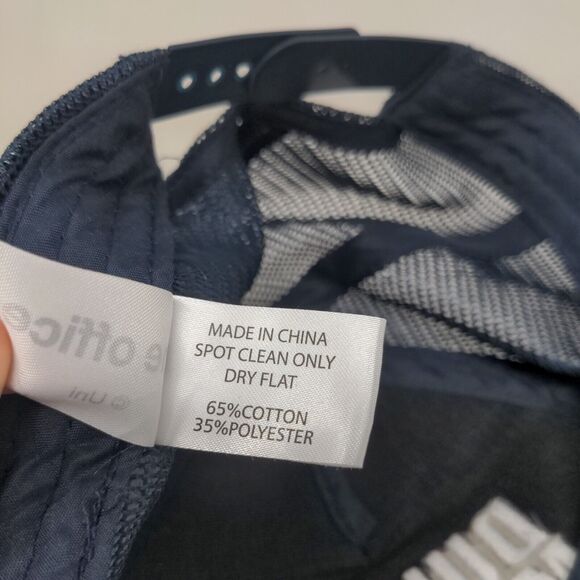 MADE IN CHINA
SPOT CLEAN ONLY
DRY FLAT
65%COTTON
35%POLYESTER
e office
© Uni